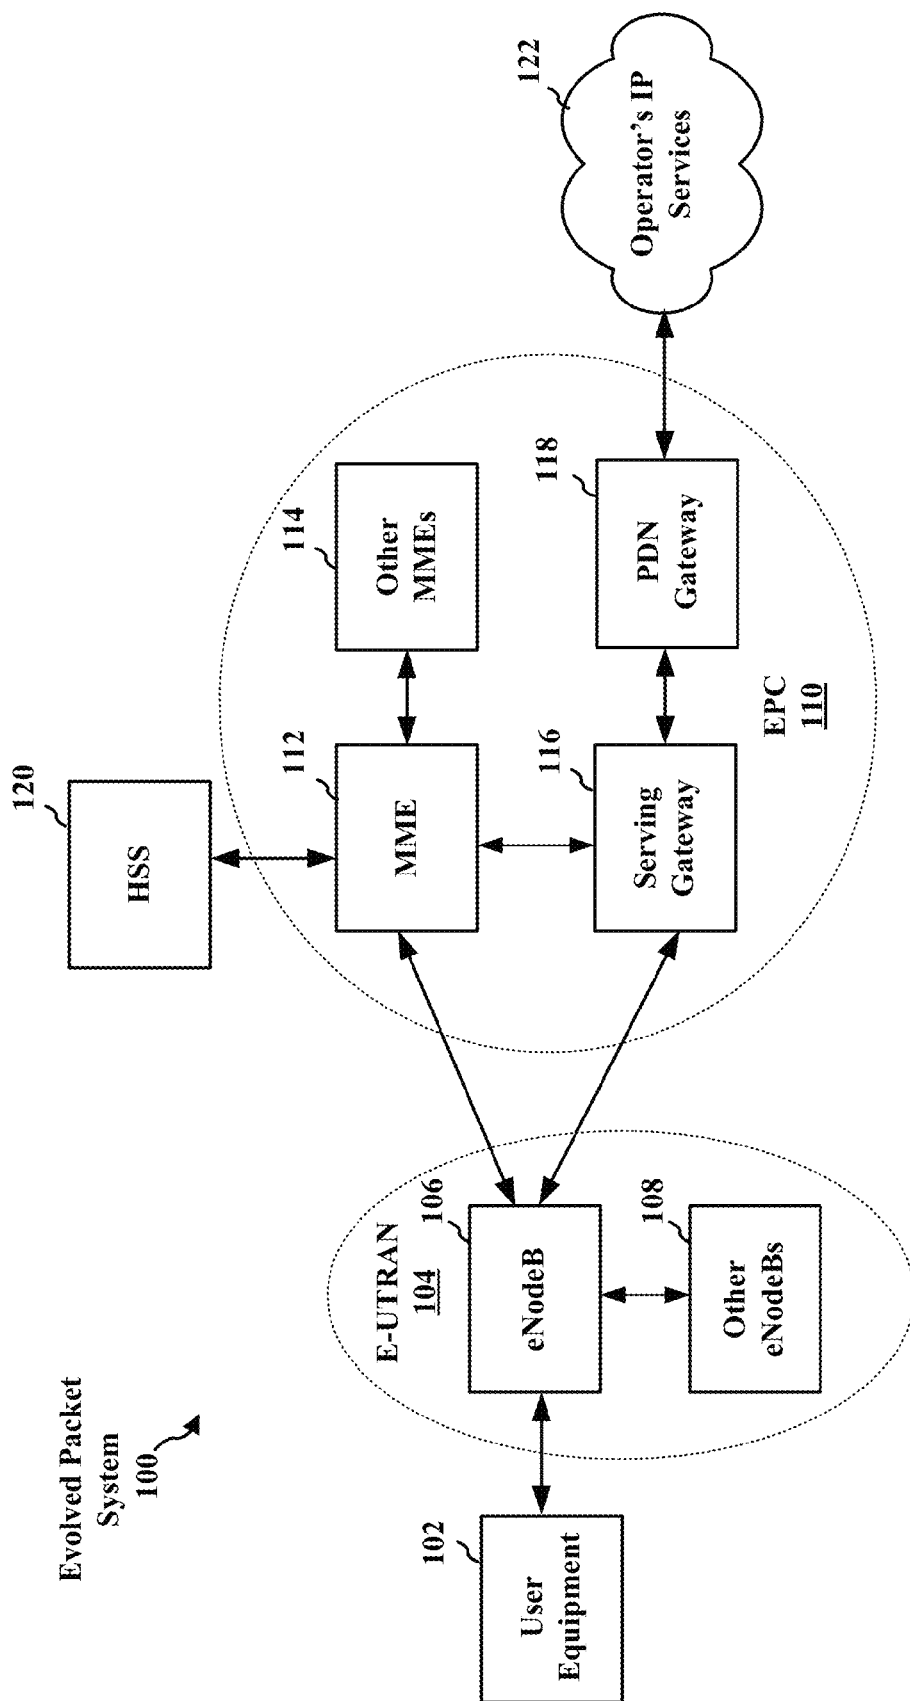 Evolved Packet
System
100
102
User
Equipment
E-UTRAN
104
106
eNodeB
108
Other
eNodeBs
120
HSS
112
MME
114
Other
MMEs
116
Serving
Gateway
118
PDN
Gateway
EPC
110
122
Operator's IP
Services